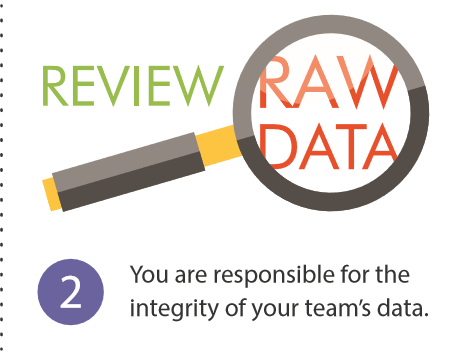 REVIEW RAW
DATA
2
You are responsible for the
integrity of your team’s data.